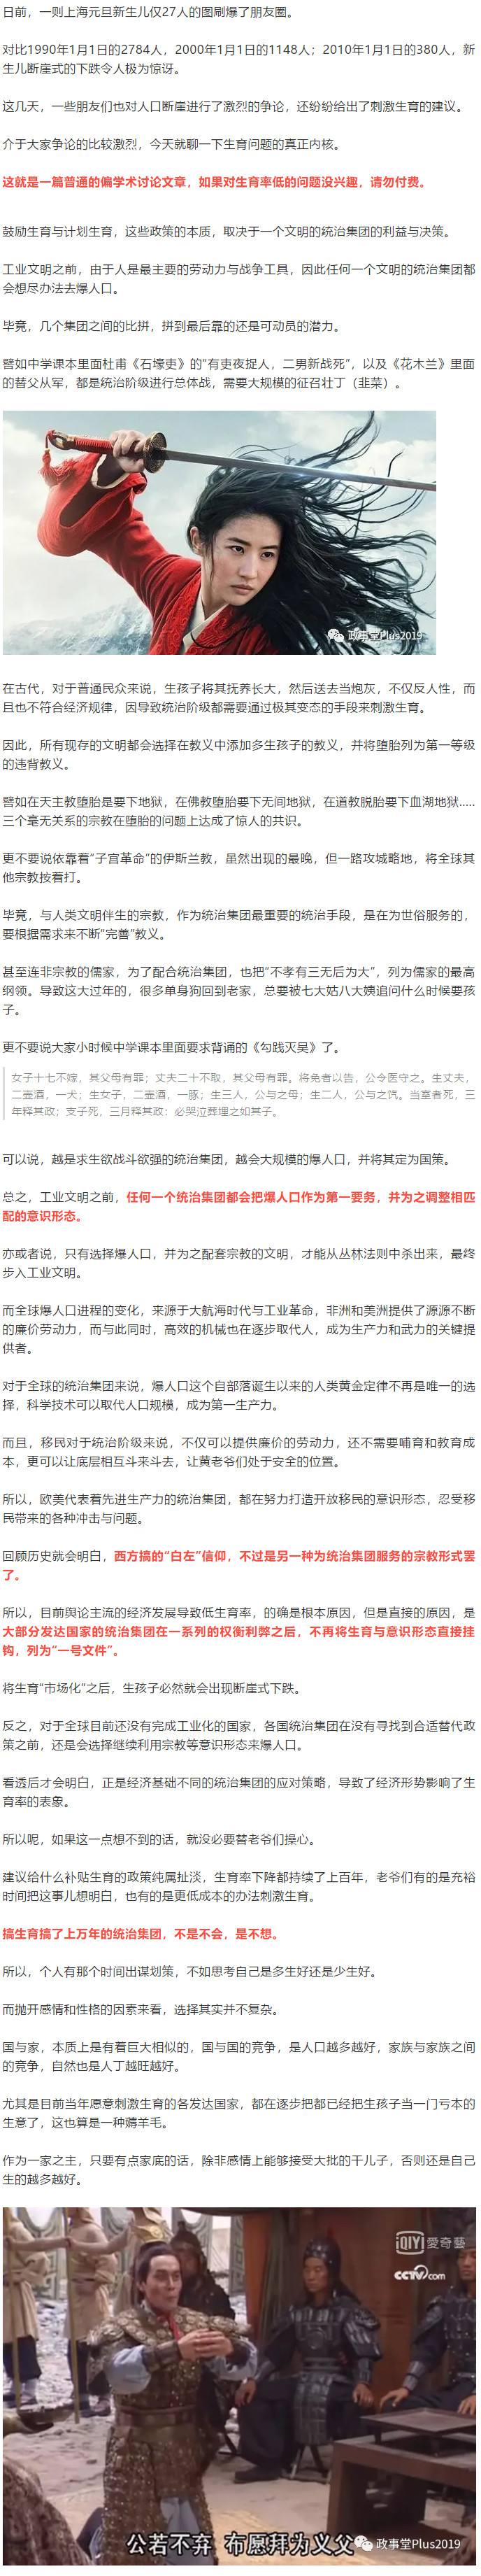 日前，一则上海元旦新生儿仅27人的图刷爆了朋友圈。
对比1990年1月1日的2784人，2000年1月1日的1148人；2010年1月1日的380人，新
生儿断崖式的下跌令人极为惊讶。
这几天，一些朋友们也对人口断崖进行了激烈的争论，还纷纷给出了刺激生育的建议。
介于大家争论的比较激烈，今天就聊一下生育问题的真正内核。
这就是一篇普通的偏学术讨论文章，如果对生育率低的问题没兴趣，请勿付费。
鼓励生育与计划生育，这些政策的本质，取决于一个文明的统治集团的利益与决策。
工业文明之前，由于人是最主要的劳动力与战争工具，因此任何一个文明的统治集团都
会想尽办法去爆人口。
毕竟，几个集团之间的比拼，拼到最后靠的还是可动员的潜力。
譬如中学课本里面杜甫《石壕吏》的“有吏夜捉人，二男新战死”，以及《花木兰》里面
的替父从军，都是统治阶级进行总体战，需要大规模的征召壮丁（韭菜）。
政事堂Plus2019
在古代，对于普通民众来说，生孩子将其抚养长大，然后送去当炮灰，不仅反人性，而
且也不符合经济规律，因导致统治阶级都需要通过极其变态的手段来刺激生育。
因此，所有现存的文明都会选择在教义中添加多生孩子的教义，并将堕胎列为第一等级
的违背教义。
譬如在天主教堕胎是要下地狱，在佛教堕胎要下无间地狱，在道教脱胎要下血湖地狱.....
三个毫无关系的宗教在堕胎的问题上达成了惊人的共识。
更不要说依靠着“子宫革命”的伊斯兰教，虽然出现的最晚，但一路攻城略地，将全球其
他宗教按着打。
毕竟，与人类文明伴生的宗教，作为统治集团最重要的统治手段，是在为世俗服务的，
要根据需求来不断“完善”教义。
甚至连非宗教的儒家，为了配合统治集团，也把“不孝有三无后为大”，列为儒家的最高
纲领。导致这大过年的，很多单身狗回到老家，总要被七大姑八大姨追问什么时候要孩
子。
更不要说大家小时候中学课本里面要求背诵的《勾践灭吴》了。
女子十七不嫁，其父母有罪；丈夫二十不取，其父母有罪。将免者以告，公令医守之。生丈夫，
二壶酒，一犬；生女子，二壶酒，一豚；生三人，公与之母；生二人，公与之饩。当室者死，三
年释其政；支子死，三月释其政：必哭泣葬埋之如其子。
可以说，越是求生欲战斗欲强的统治集团，越会大规模的爆人口，并将其定为国策。
总之，工业文明之前，任何一个统治集团都会把爆人口作为第一要务，并为之调整相匹
配的意识形态。
亦或者说，只有选择爆人口，并为之配套宗教的文明，才能从丛林法则中杀出来，最终
步入工业文明。
而全球爆人口进程的变化，来源于大航海时代与工业革命，非洲和美洲提供了源源不断
的廉价劳动力，而与此同时，高效的机械也在逐步取代人，成为生产力和武力的关键提
供者。
对于全球的统治集团来说，爆人口这个自部落诞生以来的人类黄金定律不再是唯一的选
择，科学技术可以取代人口规模，成为第一生产力。
而且，移民对于统治阶级来说，不仅可以提供廉价的劳动力，还不需要哺育和教育成
本，更可以让底层相互斗来斗去，让黄老爷们处于安全的位置。
所以，欧美代表着先进生产力的统治集团，都在努力打造开放移民的意识形态，忍受移
民带来的各种冲击与问题。
回顾历史就会明白，西方搞的“白左”信仰，不过是另一种为统治集团服务的宗教形式罢
了。
所以，目前舆论主流的经济发展导致低生育率，的确是根本原因，但是直接的原因，是
大部分发达国家的统治集团在一系列的权衡利弊之后，不再将生育与意识形态直接挂
钩，列为“一号文件”。
将生育“市场化”之后，生孩子必然就会出现断崖式下跌。
反之，对于全球目前还没有完成工业化的国家，各国统治集团在没有寻找到合适替代政
策之前，还是会选择继续利用宗教等意识形态来爆人口。
看透后才会明白，正是经济基础不同的统治集团的应对策略，导致了经济形势影响了生
育率的表象。
所以呢，如果这一点想不到的话，就没必要替老爷们操心。
建议给什么补贴生育的政策纯属扯淡，生育率下降都持续了上百年，老爷们有的是充裕
时间把这事儿想明白，也有的是更低成本的办法刺激生育。
搞生育搞了上万年的统治集团，不是不会，是不想。
所以，个人有那个时间出谋划策，不如思考自己是多生好还是少生好。
而抛开感情和性格的因素来看，选择其实并不复杂。
国与家，本质上是有着巨大相似的，国与国的竞争，是人口越多越好，家族与家族之间
的竞争，自然也是人丁越旺越好。
尤其是目前当年愿意刺激生育的各发达国家，都在逐步把都已经把生孩子当一门亏本的
生意了，这也算是一种薅羊毛。
作为一家之主，只要有点家底的话，除非感情上能够接受大批的干儿子，否则还是自己
生的越多越好。
iQIY 爱奇艺
CCTV.com
公若不弃 布愿拜为义父
政事堂Plus2019